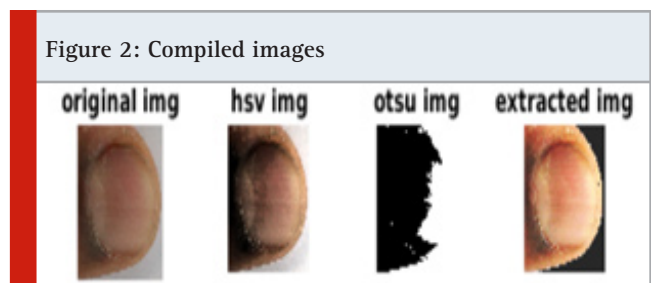 Figure 2: Compiled images
original img hsv img otsu img extracted img